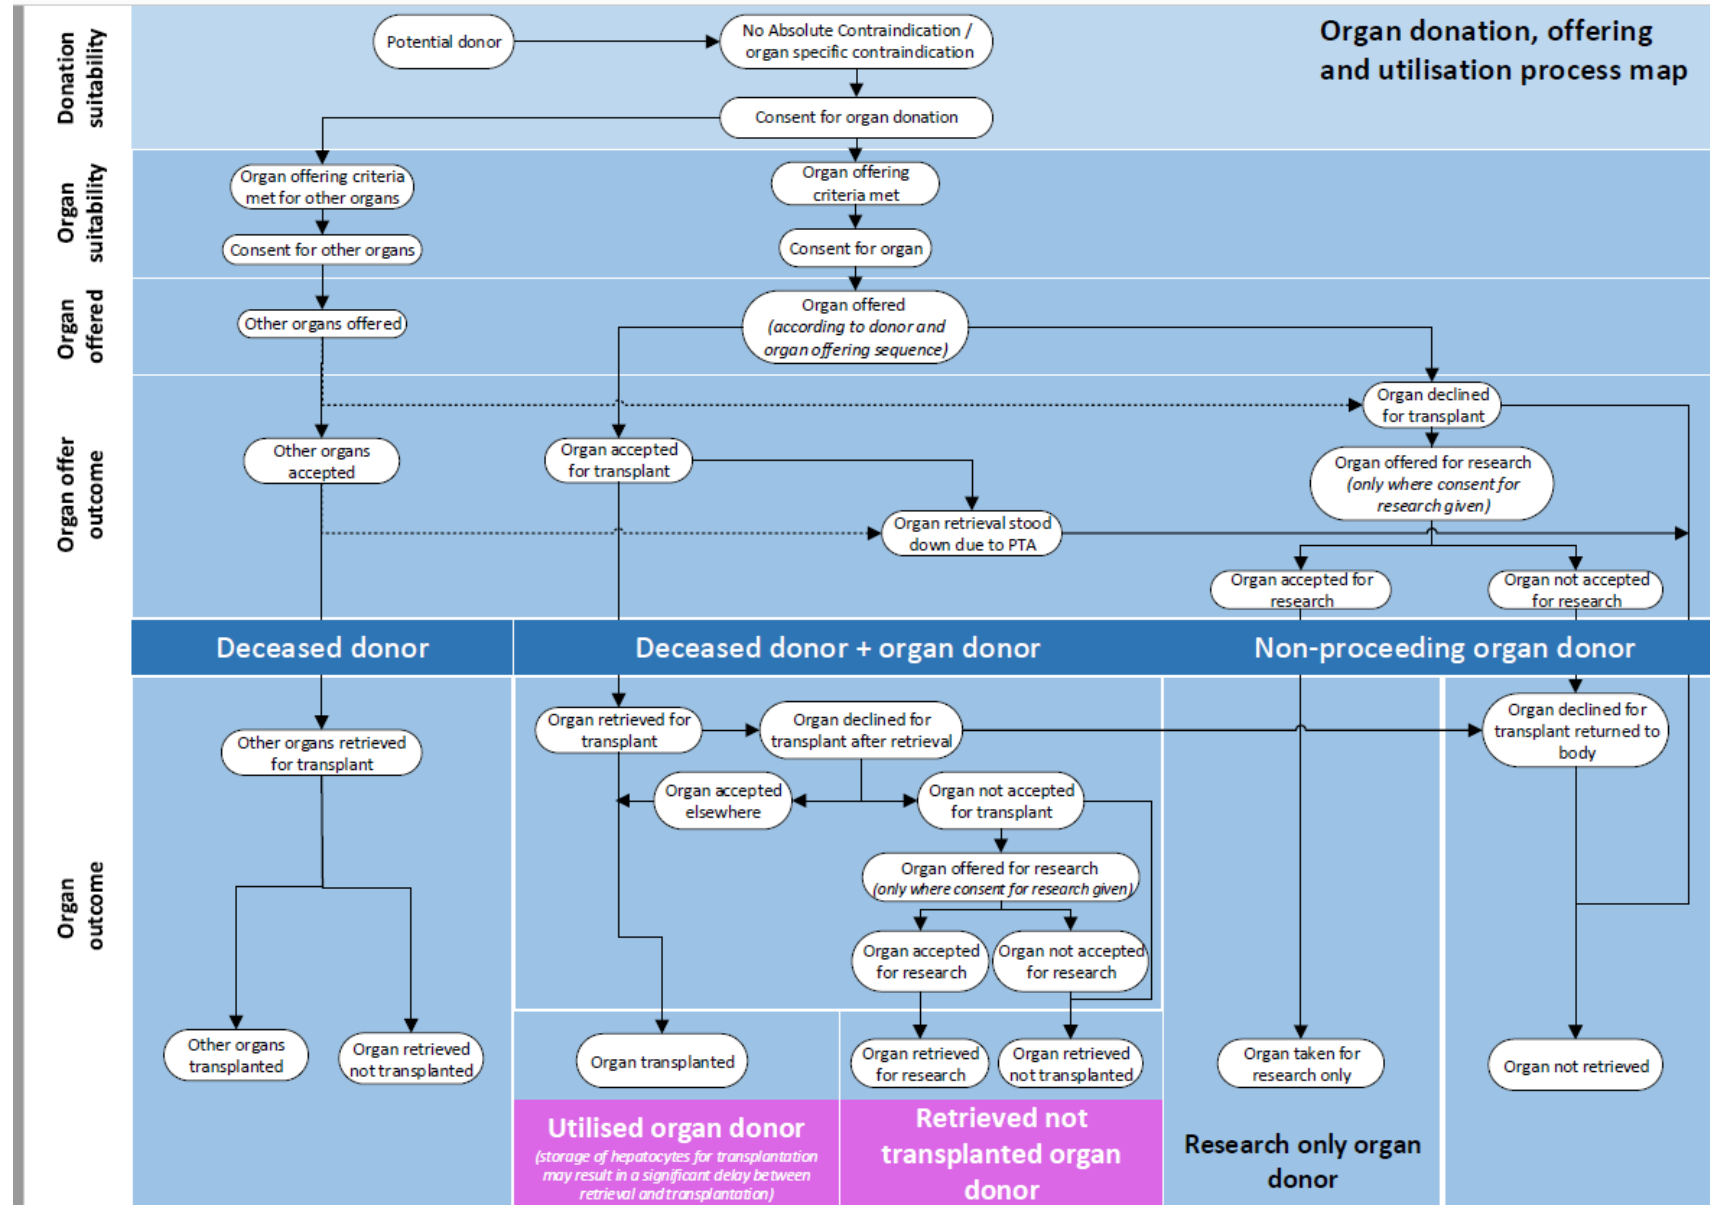 Organ donation, offering
and utilisation process map
Donation
suitability
Potential donor
No Absolute Contraindication /
organ specific contraindication
Consent for organ donation
Organ
suitability
Organ offering criteria
met for other organs
Organ offering
criteria met
Consent for other organs
Consent for organ
Organ
offered
Other organs offered
Organ offered
(according to donor and
organ offering sequence)
Organ offer
outcome
Organ declined
for transplant
Other organs
accepted
Organ accepted
for transplant
Organ offered for research
(only where consent for
research given)
Organ retrieval stood
down due to PTA
Organ accepted for
research
Organ not accepted
for research
Deceased donor
Deceased donor + organ donor
Non-proceeding organ donor
Organ
outcome
Other organs retrieved
for transplant
Organ retrieved for
transplant
Organ declined for
transplant after retrieval
Organ declined for
transplant returned to
body
Organ accepted
elsewhere
Organ not accepted
for transplant
Organ offered for research
(only where consent for research given)
Organ accepted
for research
Organ not accepted
for research
Other organs
transplanted
Organ retrieved
not transplanted
Organ transplanted
Organ retrieved
for research
Organ retrieved
not transplanted
Organ taken for
research only
Organ not retrieved
Utilised organ donor
(storage of hepatocytes for transplantation
may result in a significant delay between
retrieval and transplantation)
Retrieved not
transplanted organ
donor
Research only organ
donor